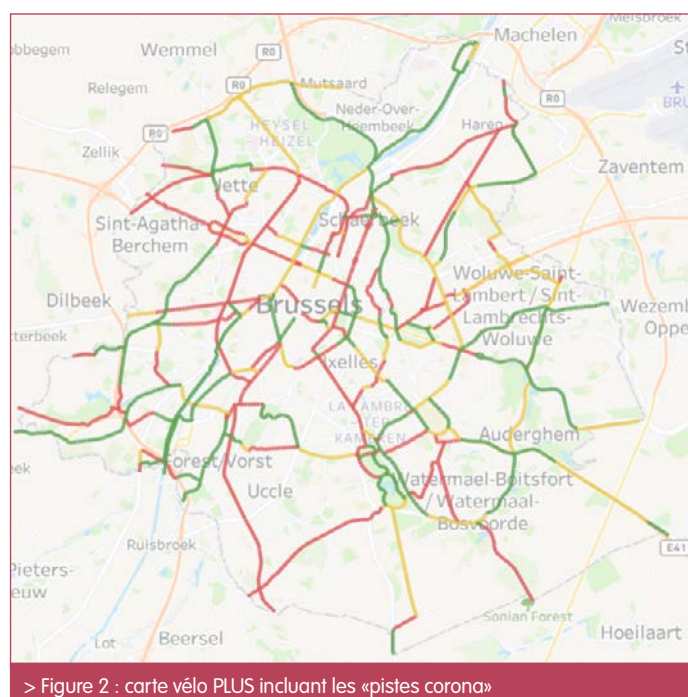 Machelen
Wemmel
R0
Mutsaard
Relegem
R0
Neder-Over-
Heembeek
R0
HEYSEL
HEIZEL
Haren
R0
Zellik
Zaventem
Jette
Sint-Agatha-
Berchem
Schaerbeek
Woluwe-Saint-
Lambert / Sint-
Lambrechts-
Woluwe
Dilbeek
Brussels
Wezemb
Oppe
tterbeek
Ixelles
LA CAMBRE
TER
KAMEREN
Auderghem
Forest/Vorst
Uccle
Watermael-Boitsfort
/ Watermaal-
Bosvoorde
Ruisbroek
E41
Pieters-
euw
Sonian Forest
Lot
Beersel
Hoeilaart
> Figure 2 : carte vélo PLUS incluant les «pistes corona»